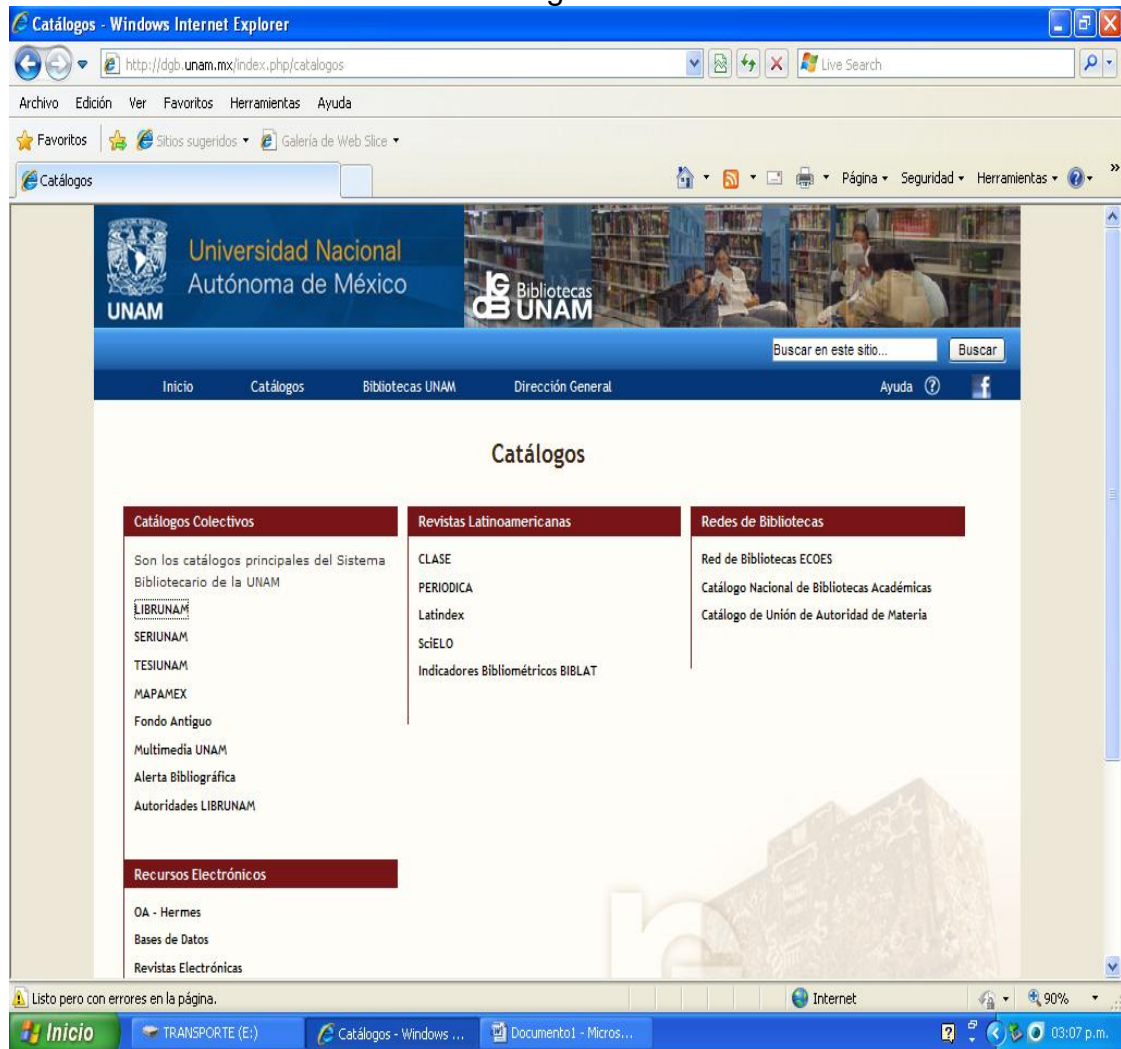 Catálogos - Windows Internet Explorer
http://dgb.unam.mx/index.php/catalogos
Live Search
Archivo Edición Ver Favoritos Herramientas Ayuda
Favoritos Sitios sugeridos Galería de Web Slice
Catálogos Página Seguridad Herramientas
Universidad Nacional
Autónoma de México
UNAM
DGB Bibliotecas
UNAM
Buscar en este sitio... Buscar
Inicio Catálogos Bibliotecas UNAM Dirección General Ayuda
Catálogos
Catálogos Colectivos
Son los catálogos principales del Sistema
Bibliotecario de la UNAM
LIBRUNAM
SERIUNAM
TESIUNAM
MAPAMEX
Fondo Antiguo
Multimedia UNAM
Alerta Bibliográfica
Autoridades LIBRUNAM
Revistas Latinoamericanas
CLASE
PERIODICA
Latindex
SciELO
Indicadores Bibliométricos BIBLAT
Redes de Bibliotecas
Red de Bibliotecas ECOES
Catálogo Nacional de Bibliotecas Académicas
Catálogo de Unión de Autoridad de Materia
Recursos Electrónicos
OA - Hermes
Bases de Datos
Revistas Electrónicas
Listo pero con errores en la página. Internet 90%
Inicio TRANSPORTE (E:) Catálogos - Windows ... Documento1 - Micros... 03:07 p.m.